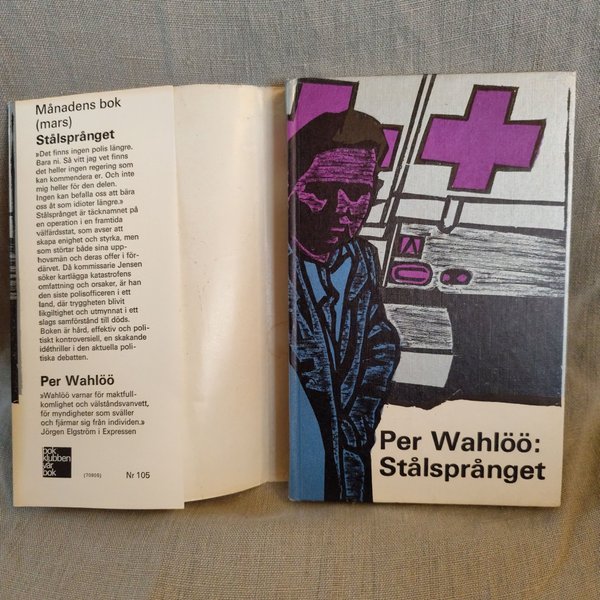 Månadens bok
(mars)
Stålsprånget
»Det finns ingen polis längre.
Bara ni. Så vitt jag vet finns
det heller ingen regering som
kan kommendera er. Och inte
mig heller för den delen.
Ingen kan befalla oss att bära
oss åt som idioter längre.»
Stålsprånget är täcknamnet på
en operation i en framtida
välfärdsstat, som avser att
skapa enighet och styrka, men
som störtar både sina upp-
hovsmän och deras offer i för-
därvet. Då kommissarie Jensen
söker kartlägga katastrofens
omfattning och orsaker, är han
den siste polisofficeren i ett
land, där tryggheten blivit
likgiltighet och utmynnat i ett
slags samförstånd till döds.
Boken är hård, effektiv och poli-
tiskt kontroversiell, en skakande
idéthriller i den aktuella poli-
tiska debatten.
Per Wahlöö
»Wahlöö varnar för maktfull-
komlighet och välståndsvanvett,
för myndigheter som sväller
och fjärmar sig från individen.»
Jörgen Elgström i Expressen
bok
klubben
vår
bok
(70909)
Nr 105
Per Wahlöö:
Stålsprånget